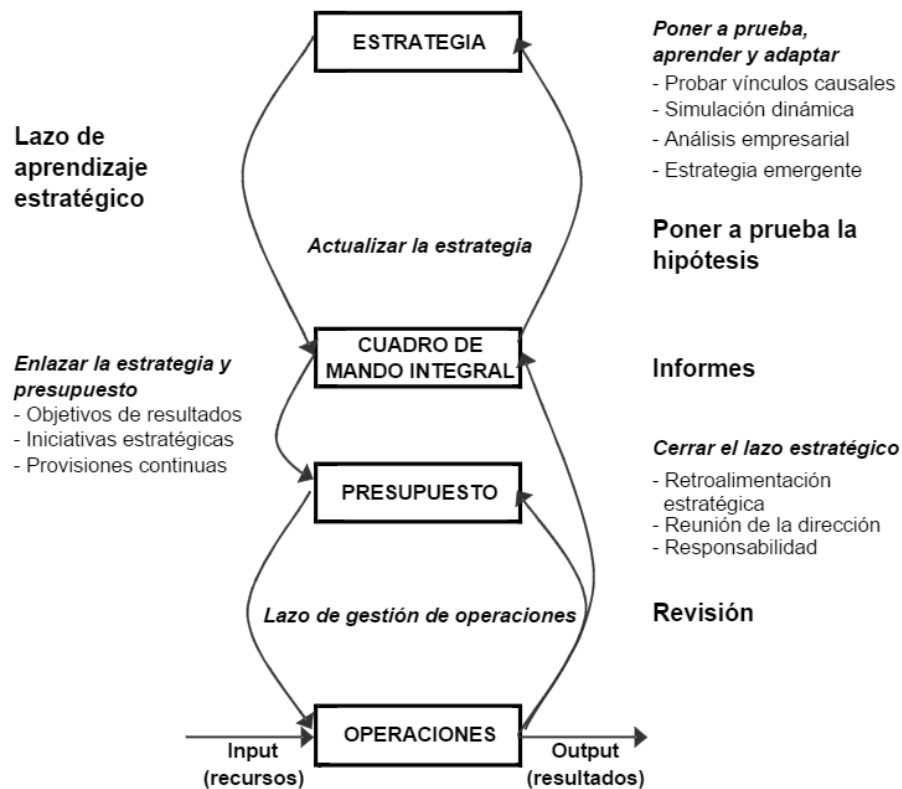 ESTRATEGIA
Poner a prueba,
aprender y adaptar
- Probar vínculos causales
- Simulación dinámica
- Análisis empresarial
- Estrategia emergente
Lazo de
aprendizaje
estratégico
Actualizar la estrategia
Poner a prueba la
hipótesis
CUADRO DE
MANDO INTEGRAL
Informes
Enlazar la estrategia y
presupuesto
- Objetivos de resultados
- Iniciativas estratégicas
- Provisiones continuas
PRESUPUESTO
Cerrar el lazo estratégico
- Retroalimentación
estratégica
- Reunión de la dirección
- Responsabilidad
Lazo de gestión de operaciones
Revisión
OPERACIONES
Input
(recursos)
Output
(resultados)